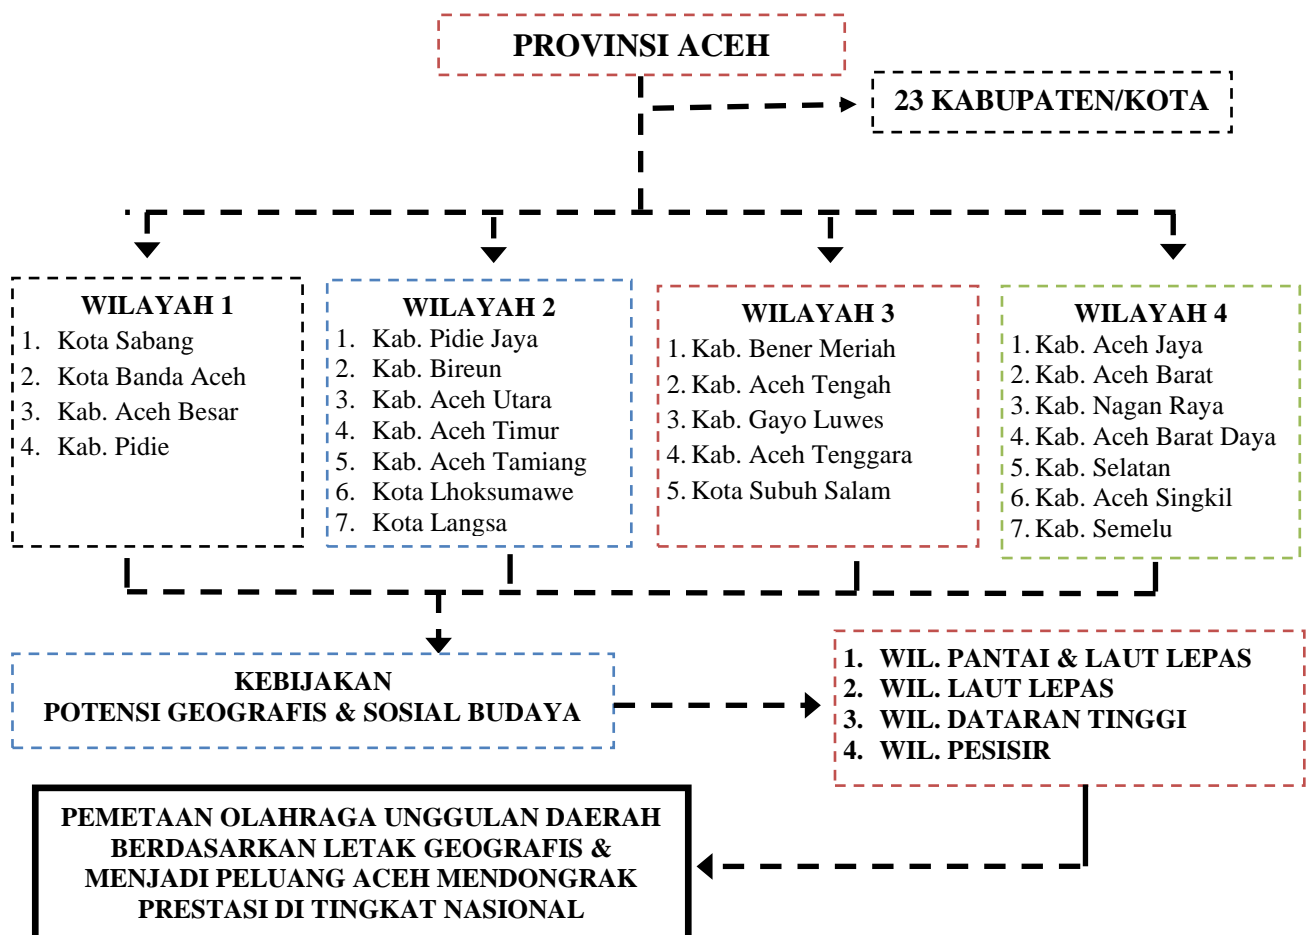 PROVINSI ACEH
23 KABUPATEN/KOTA
WILAYAH 1
1. Kota Sabang
2. Kota Banda Aceh
3. Kab. Aceh Besar
4. Kab. Pidie
WILAYAH 2
1. Kab. Pidie Jaya
2. Kab. Bireun
3. Kab. Aceh Utara
4. Kab. Aceh Timur
5. Kab. Aceh Tamiang
6. Kota Lhoksumawe
7. Kota Langsa
WILAYAH 3
1. Kab. Bener Meriah
2. Kab. Aceh Tengah
3. Kab. Gayo Luwes
4. Kab. Aceh Tenggara
5. Kota Subuh Salam
WILAYAH 4
1. Kab. Aceh Jaya
2. Kab. Aceh Barat
3. Kab. Nagan Raya
4. Kab. Aceh Barat Daya
5. Kab. Selatan
6. Kab. Aceh Singkil
7. Kab. Semelu
KEBIJAKAN
POTENSI GEOGRAFIS & SOSIAL BUDAYA
1. WIL. PANTAI & LAUT LEPAS
2. WIL. LAUT LEPAS
3. WIL. DATARAN TINGGI
4. WIL. PESISIR
PEMETAAN OLAHRAGA UNGGULAN DAERAH
BERDASARKAN LETAK GEOGRAFIS &
MENJADI PELUANG ACEH MENDONGRAK
PRESTASI DI TINGKAT NASIONAL